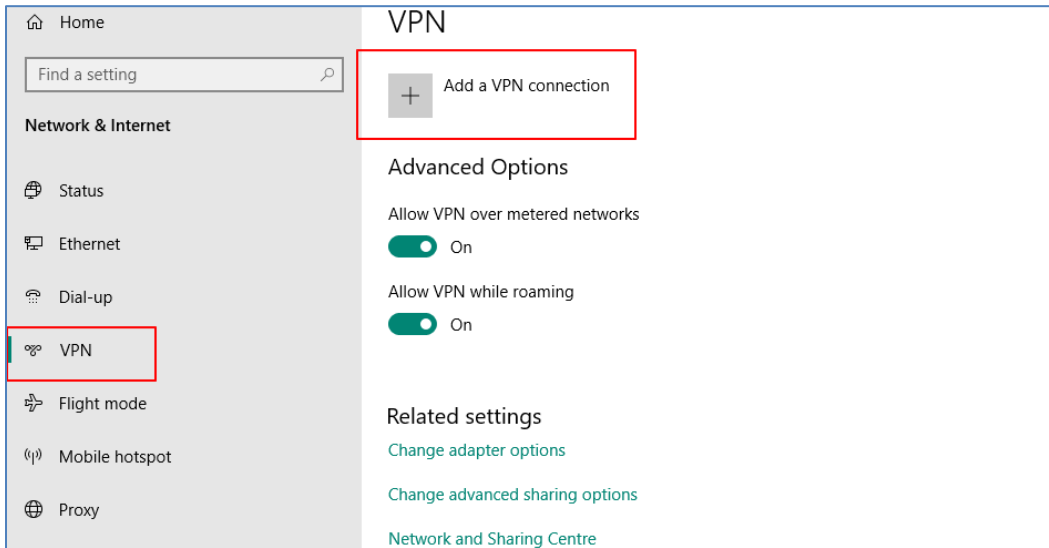 Home
Find a setting
Network & Internet
Status
Ethernet
Dial-up
VPN
Flight mode
Mobile hotspot
Proxy
VPN
Add a VPN connection
Advanced Options
Allow VPN over metered networks
On
Allow VPN while roaming
On
Related settings
Change adapter options
Change advanced sharing options
Network and Sharing Centre